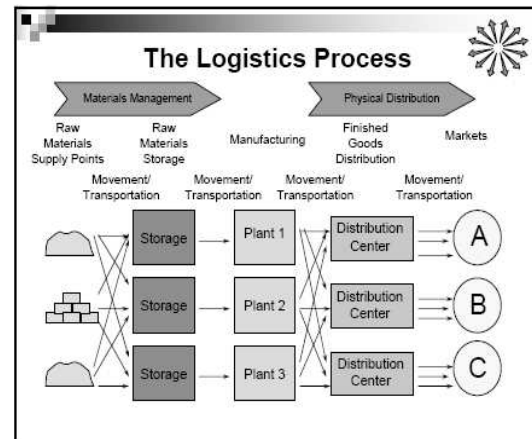 The Logistics Process
Materials Management
Physical Distribution
Raw
Materials
Supply Points
Raw
Materials
Storage
Manufacturing
Finished
Goods
Distribution
Markets
Movement/
Transportation
Movement/
Transportation
Movement/
Transportation
Movement/
Transportation
Storage
Plant 1
Distribution
Center
A
Storage
Plant 2
Distribution
Center
B
Storage
Plant 3
Distribution
Center
C